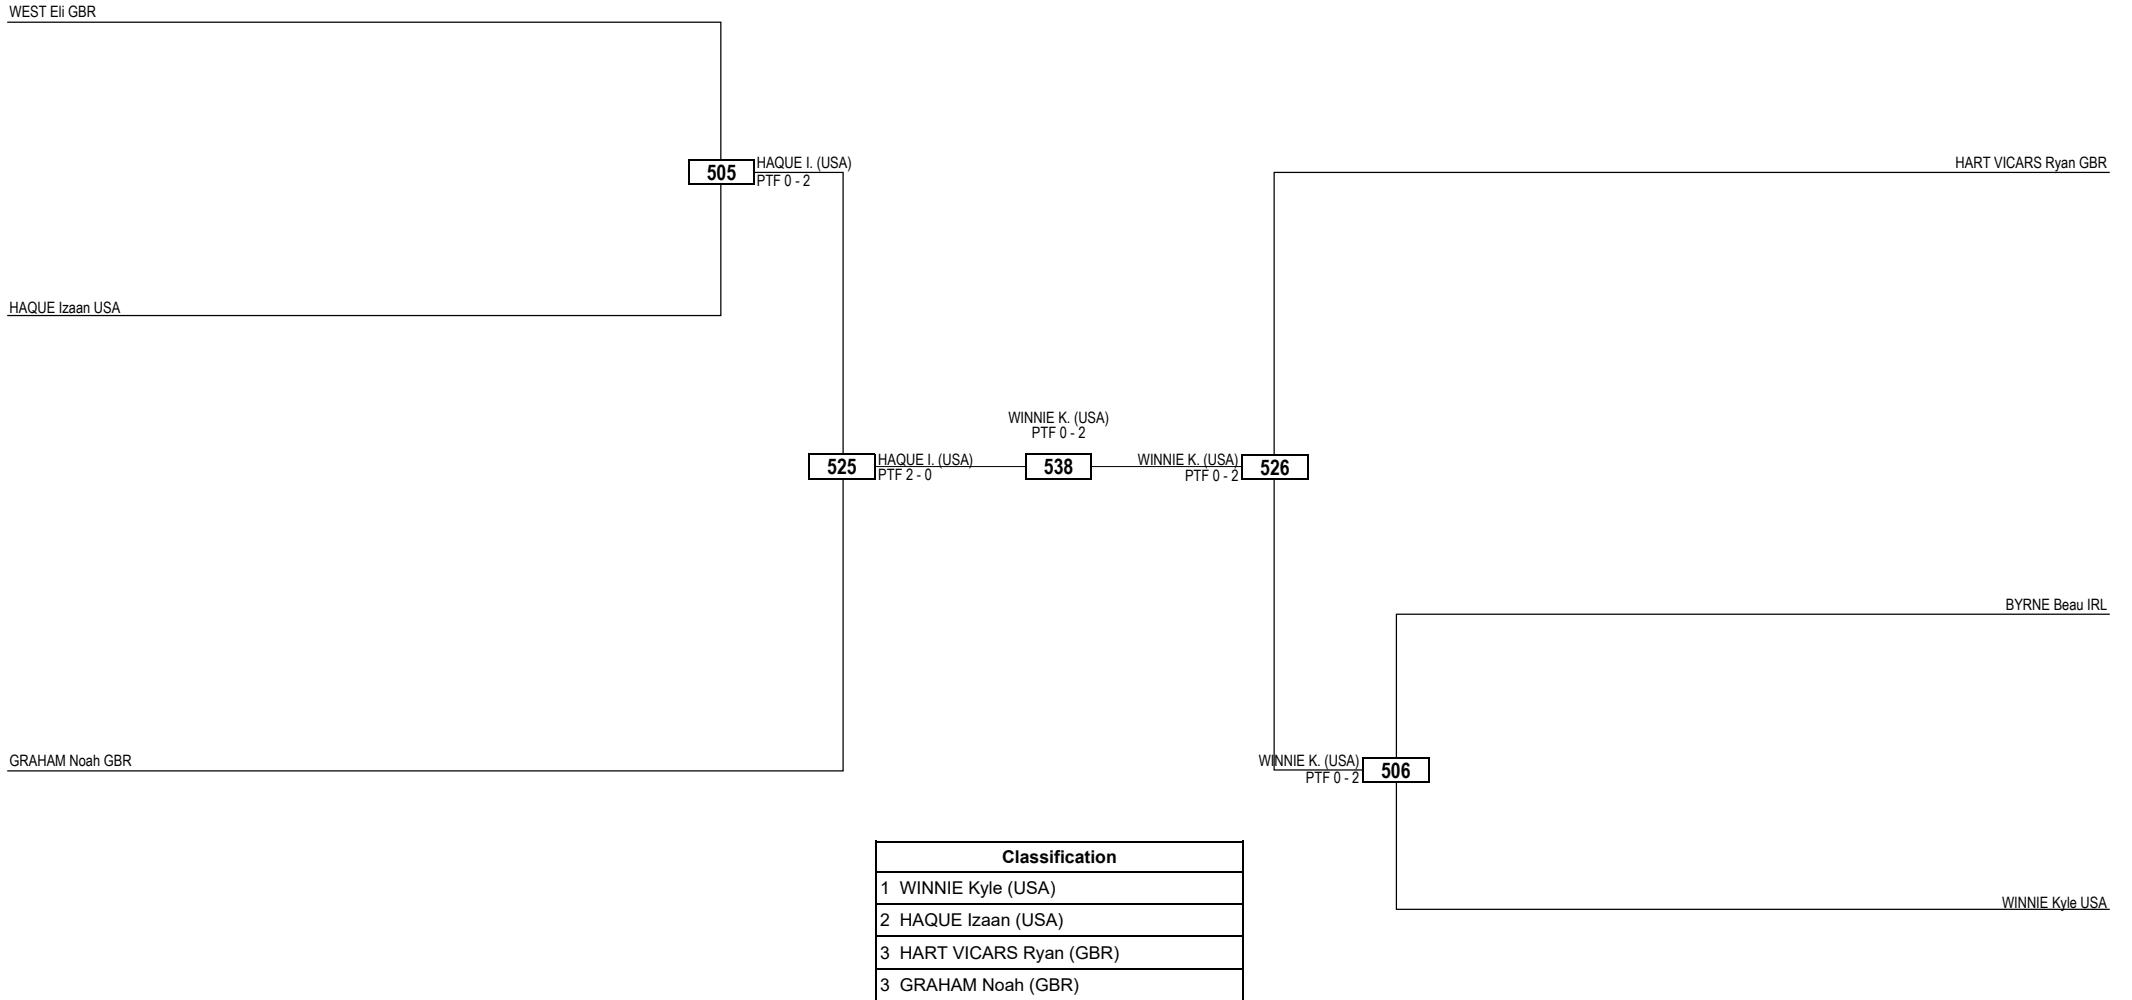 WEST Eli GBR
505
HAQUE I. (USA)
PTF 0 - 2
HART VICARS Ryan GBR
HAQUE Izaan USA
WINNIE K. (USA)
PTF 0 - 2
525
HAQUE I. (USA)
PTF 2 - 0
538
WINNIE K. (USA)
PTF 0 - 2
526
BYRNE Beau IRL
GRAHAM Noah GBR
WINNIE K. (USA)
PTF 0 - 2
506
WINNIE Kyle USA
Classification
1 WINNIE Kyle (USA)
2 HAQUE Izaan (USA)
3 HART VICARS Ryan (GBR)
3 GRAHAM Noah (GBR)